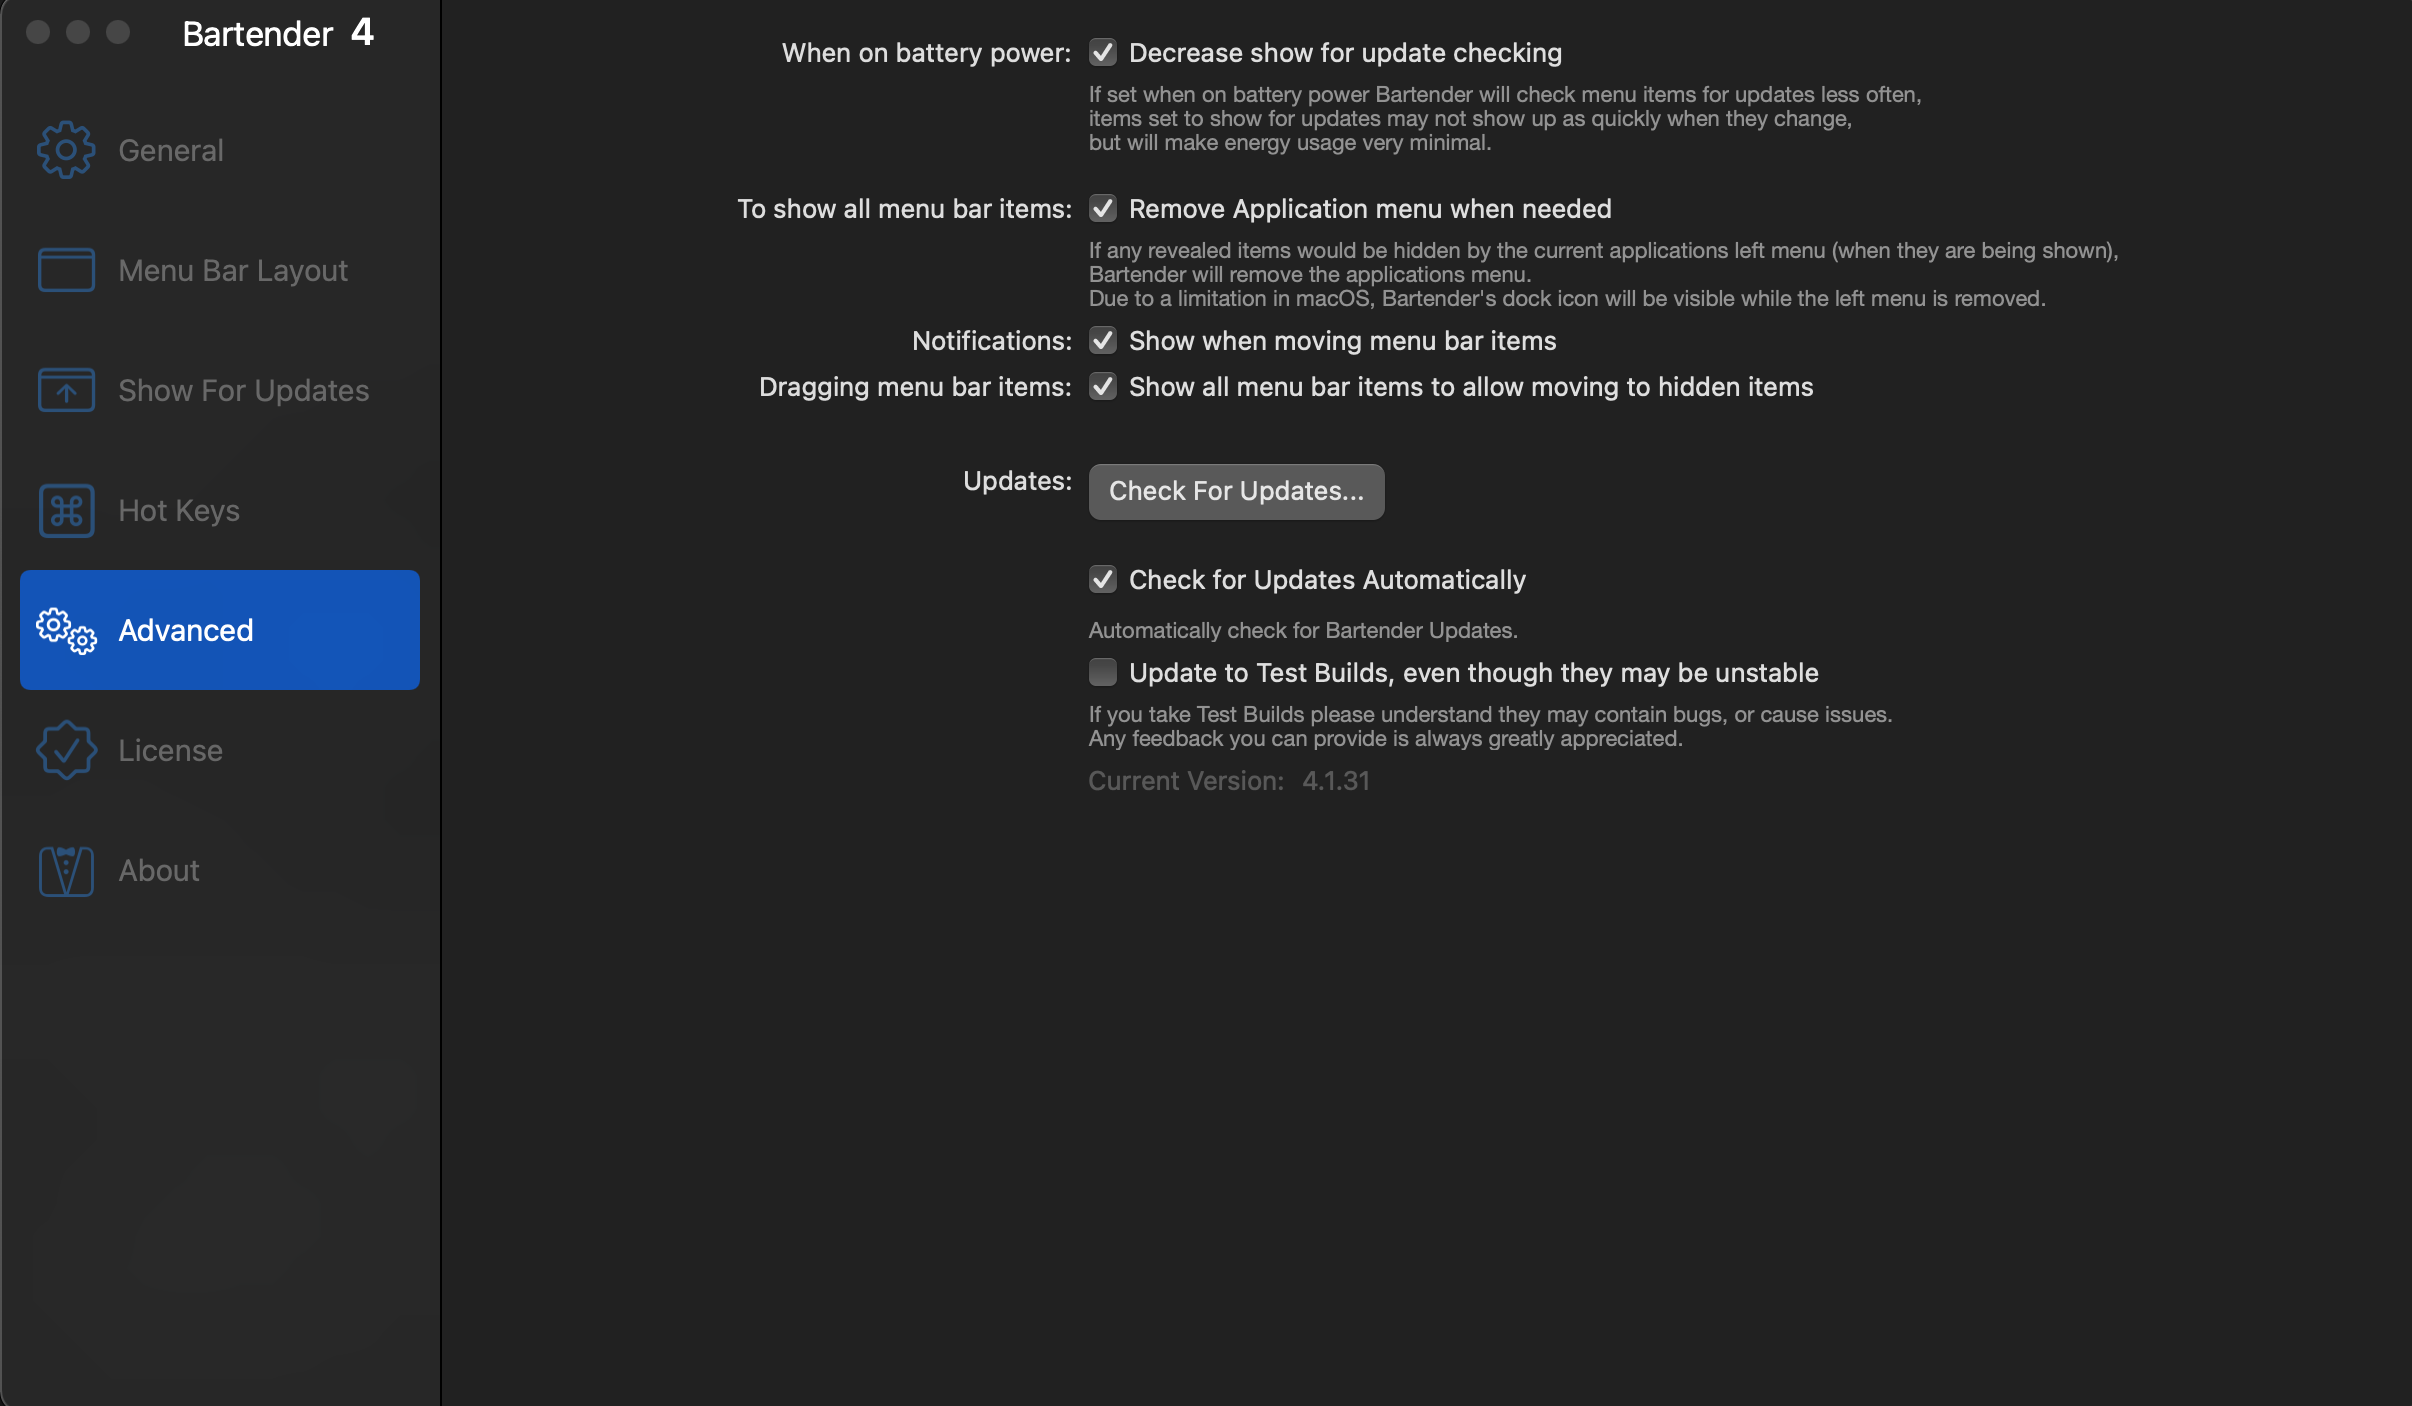 Bartender 4
General
Menu Bar Layout
Show For Updates
Hot Keys
Advanced
License
About
When on battery power: Decrease show for update checking
If set when on battery power Bartender will check menu items for updates less often,
items set to show for updates may not show up as quickly when they change,
but will make energy usage very minimal.
To show all menu bar items: Remove Application menu when needed
If any revealed items would be hidden by the current applications left menu (when they are being shown),
Bartender will remove the applications menu.
Due to a limitation in macOS, Bartender's dock icon will be visible while the left menu is removed.
Notifications: Show when moving menu bar items
Dragging menu bar items: Show all menu bar items to allow moving to hidden items
Updates: Check For Updates...
Check for Updates Automatically
Automatically check for Bartender Updates.
Update to Test Builds, even though they may be unstable
If you take Test Builds please understand they may contain bugs, or cause issues.
Any feedback you can provide is always greatly appreciated.
Current Version: 4.1.31